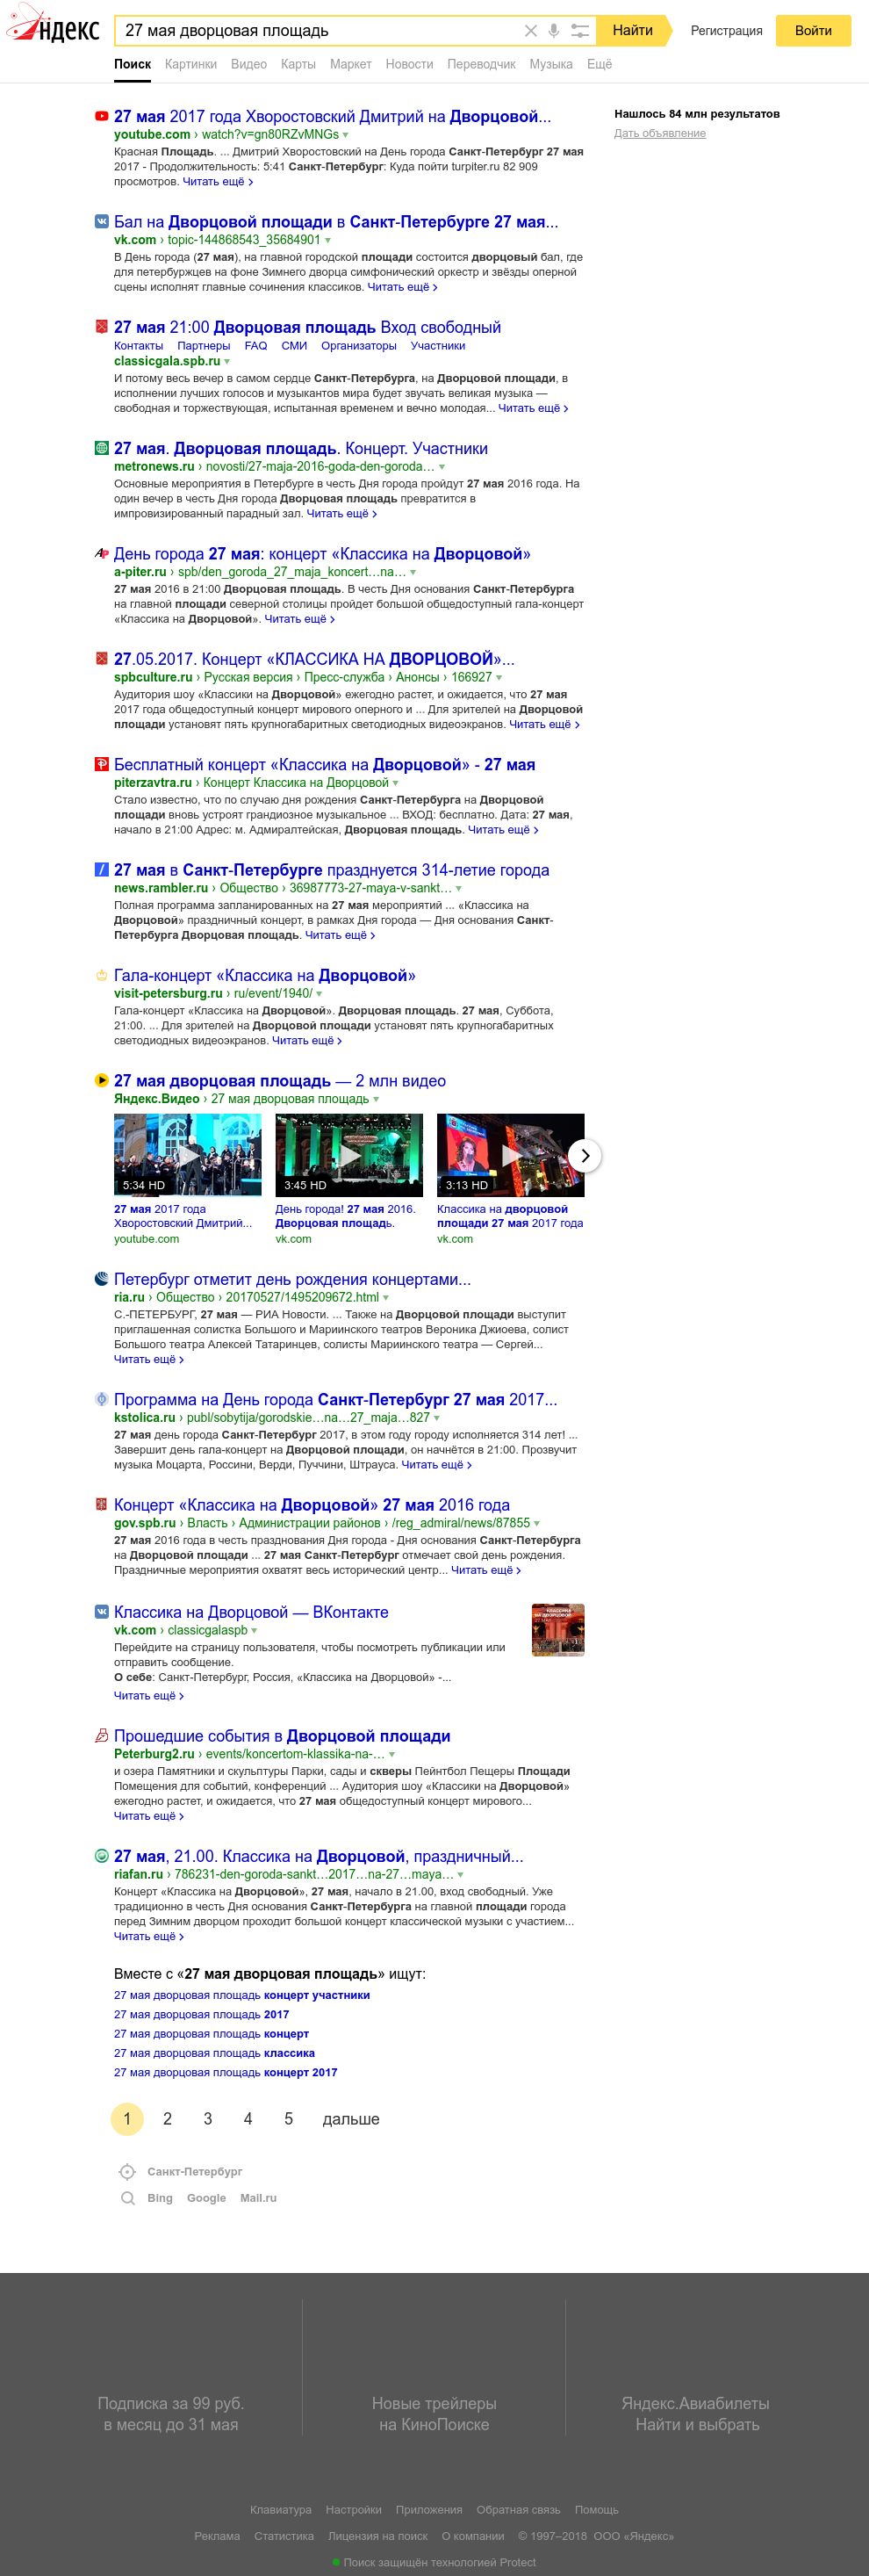 Яндекс
27 мая дворцовая площадь
Найти
Регистрация
Войти
Поиск Картинки Видео Карты Маркет Новости Переводчик Музыка Ещё
Нашлось 84 млн результатов
Дать объявление
27 мая 2017 года Хворостовский Дмитрий на Дворцовой...
youtube.com › watch?v=gn80RZvMNGs
Красная Площадь. ... Дмитрий Хворостовский на День города Санкт-Петербург 27 мая
2017 - Продолжительность: 5:41 Санкт-Петербург: Куда пойти turpiter.ru 82 909
просмотров. Читать ещё
Бал на Дворцовой площади в Санкт-Петербурге 27 мая...
vk.com › topic-144868543_35684901
В День города (27 мая), на главной городской площади состоится дворцовый бал, где
для петербуржцев на фоне Зимнего дворца симфонический оркестр и звёзды оперной
сцены исполнят главные сочинения классиков. Читать ещё
27 мая 21:00 Дворцовая площадь Вход свободный
Контакты Партнеры FAQ СМИ Организаторы Участники
classicgala.spb.ru
И потому весь вечер в самом сердце Санкт-Петербурга, на Дворцовой площади, в
исполнении лучших голосов и музыкантов мира будет звучать великая музыка —
свободная и торжествующая, испытанная временем и вечно молодая... Читать ещё
27 мая. Дворцовая площадь. Концерт. Участники
metronews.ru › novosti/27-maja-2016-goda-den-goroda…
Основные мероприятия в Петербурге в честь Дня города пройдут 27 мая 2016 года. На
один вечер в честь Дня города Дворцовая площадь превратится в
импровизированный парадный зал. Читать ещё
День города 27 мая: концерт «Классика на Дворцовой»
a-piter.ru › spb/den_goroda_27_maja_koncert…na…
27 мая 2016 в 21:00 Дворцовая площадь. В честь Дня основания Санкт-Петербурга
на главной площади северной столицы пройдет большой общедоступный гала-концерт
«Классика на Дворцовой». Читать ещё
27.05.2017. Концерт «КЛАССИКА НА ДВОРЦОВОЙ»...
spbculture.ru › Русская версия › Пресс-служба › Анонсы › 166927
Аудитория шоу «Классики на Дворцовой» ежегодно растет, и ожидается, что 27 мая
2017 года общедоступный концерт мирового оперного и ... Для зрителей на Дворцовой
площади установят пять крупногабаритных светодиодных видеоэкранов. Читать ещё
Бесплатный концерт «Классика на Дворцовой» - 27 мая
piterzavtra.ru › Концерт Классика на Дворцовой
Стало известно, что по случаю дня рождения Санкт-Петербурга на Дворцовой
площади вновь устроят грандиозное музыкальное ... ВХОД: бесплатно. Дата: 27 мая,
начало в 21:00 Адрес: м. Адмиралтейская, Дворцовая площадь. Читать ещё
27 мая в Санкт-Петербурге празднуется 314-летие города
news.rambler.ru › Общество › 36987773-27-maya-v-sankt…
Полная программа запланированных на 27 мая мероприятий ... «Классика на
Дворцовой» праздничный концерт, в рамках Дня города — Дня основания Санкт-
Петербурга Дворцовая площадь. Читать ещё
Гала-концерт «Классика на Дворцовой»
visit-petersburg.ru › ru/event/1940/
Гала-концерт «Классика на Дворцовой». Дворцовая площадь. 27 мая, Суббота,
21:00. ... Для зрителей на Дворцовой площади установят пять крупногабаритных
светодиодных видеоэкранов. Читать ещё
27 мая дворцовая площадь — 2 млн видео
Яндекс.Видео › 27 мая дворцовая площадь
5:34 HD 3:45 HD 3:13 HD
27 мая 2017 года День города! 27 мая 2016. Классика на дворцовой
Хворостовский Дмитрий... Дворцовая площадь. площади 27 мая 2017 года
youtube.com vk.com vk.com
Петербург отметит день рождения концертами...
ria.ru › Общество › 20170527/1495209672.html
С.-ПЕТЕРБУРГ, 27 мая — РИА Новости. ... Также на Дворцовой площади выступит
приглашенная солистка Большого и Мариинского театров Вероника Джиоева, солист
Большого театра Алексей Татаринцев, солисты Мариинского театра — Сергей...
Читать ещё
Программа на День города Санкт-Петербург 27 мая 2017...
kstolica.ru › publ/sobytija/gorodskie…na…27_maja…827
27 мая день города Санкт-Петербург 2017, в этом году городу исполняется 314 лет! ...
Завершит день гала-концерт на Дворцовой площади, он начнётся в 21:00. Прозвучит
музыка Моцарта, Россини, Верди, Пуччини, Штрауса. Читать ещё
Концерт «Классика на Дворцовой» 27 мая 2016 года
gov.spb.ru › Власть › Администрации районов › /reg_admiral/news/87855
27 мая 2016 года в честь празднования Дня города - Дня основания Санкт-Петербурга
на Дворцовой площади ... 27 мая Санкт-Петербург отмечает свой день рождения.
Праздничные мероприятия охватят весь исторический центр... Читать ещё
Классика на Дворцовой — ВКонтакте
vk.com › classicgalaspb
Перейдите на страницу пользователя, чтобы посмотреть публикации или
отправить сообщение.
О себе: Санкт-Петербург, Россия, «Классика на Дворцовой» -...
Читать ещё
Прошедшие события в Дворцовой площади
Peterburg2.ru › events/koncertom-klassika-na-…
и озера Памятники и скульптуры Парки, сады и скверы Пейнтбол Пещеры Площади
Помещения для событий, конференций ... Аудитория шоу «Классики на Дворцовой»
ежегодно растет, и ожидается, что 27 мая общедоступный концерт мирового...
Читать ещё
27 мая, 21.00. Классика на Дворцовой, праздничный...
riafan.ru › 786231-den-goroda-sankt…2017…na-27…maya…
Концерт «Классика на Дворцовой», 27 мая, начало в 21.00, вход свободный. Уже
традиционно в честь Дня основания Санкт-Петербурга на главной площади города
перед Зимним дворцом проходит большой концерт классической музыки с участием...
Читать ещё
Вместе с «27 мая дворцовая площадь» ищут:
27 мая дворцовая площадь концерт участники
27 мая дворцовая площадь 2017
27 мая дворцовая площадь концерт
27 мая дворцовая площадь классика
27 мая дворцовая площадь концерт 2017
1 2 3 4 5 дальше
Санкт-Петербург
Bing Google Mail.ru
Подписка за 99 руб. Новые трейлеры Яндекс.Авиабилеты
в месяц до 31 мая на КиноПоиске Найти и выбрать
Клавиатура Настройки Приложения Обратная связь Помощь
Реклама Статистика Лицензия на поиск О компании © 1997–2018 ООО «Яндекс»
Поиск защищён технологией Protect